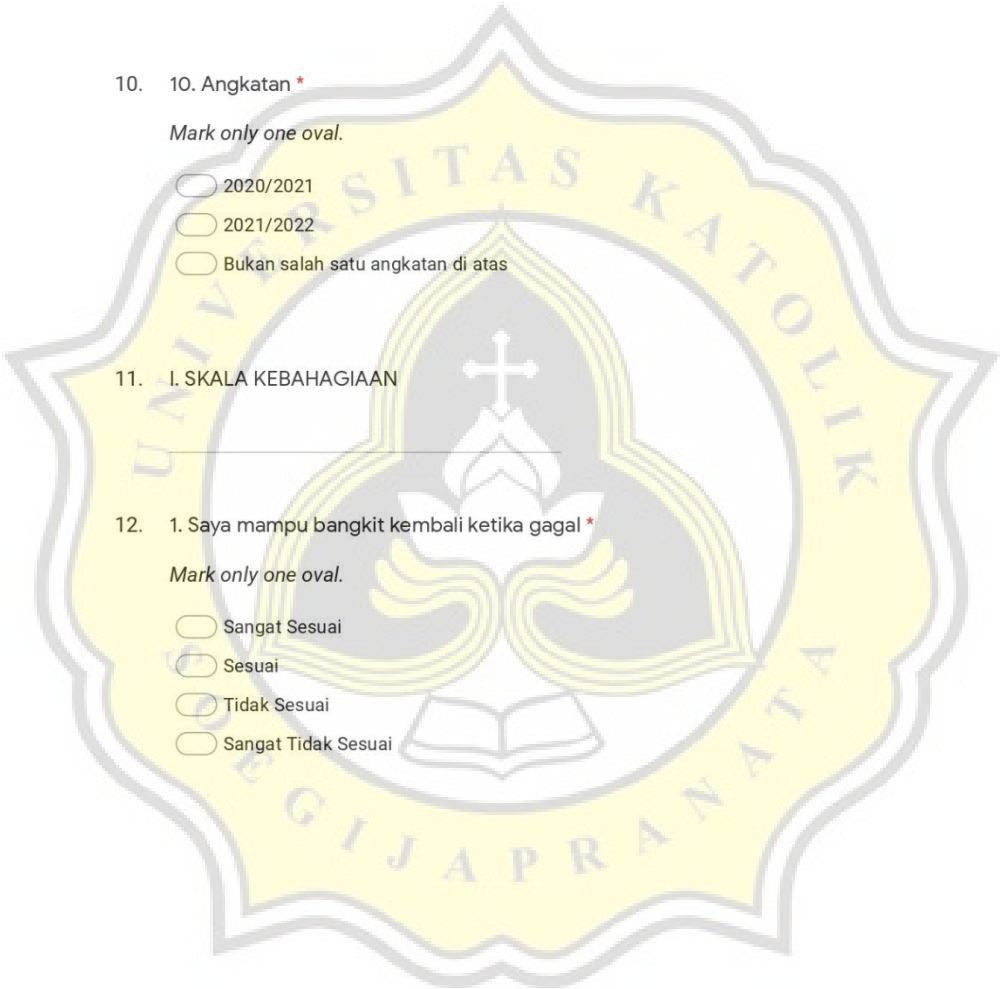 10. 10. Angkatan *
Mark only one oval.
2020/2021
2021/2022
Bukan salah satu angkatan di atas
11. I. SKALA KEBAHAGIAAN
12. 1. Saya mampu bangkit kembali ketika gagal *
Mark only one oval.
Sangat Sesuai
Sesuai
Tidak Sesuai
Sangat Tidak Sesuai
UNIVERSITAS KATOLIK
SOEGIJAPRANATA